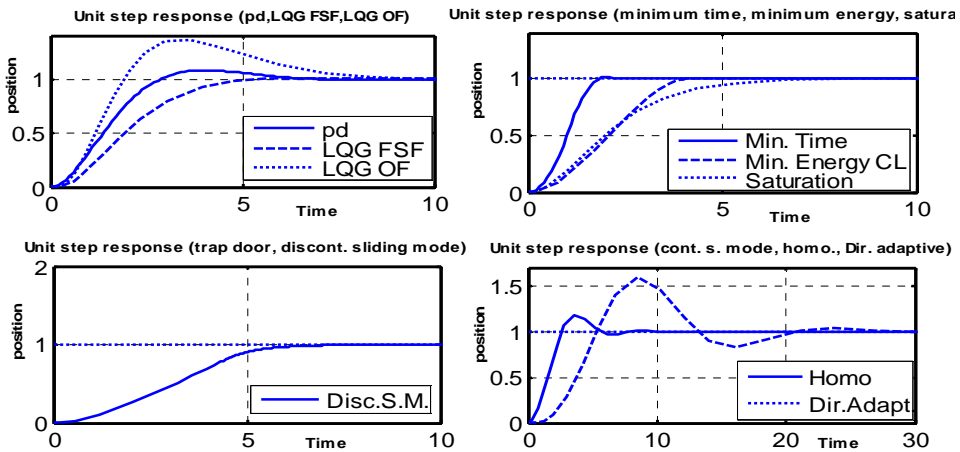 Unit step response (pd,LQG FSF,LQG OF)
position
1
0.5
0
pd
LQG FSF
LQG OF
0
5
10
Time
Unit step response (minimum time, minimum energy, satura
position
1
0.5
0
Min. Time
Min. Energy CL
Saturation
0
5
10
Time
Unit step response (trap door, discont. sliding mode)
position
2
1
0
Disc.S.M.
0
5
10
Time
Unit step response (cont. s. mode, homo., Dir. adaptive)
position
1.5
1
0.5
0
Homo
Dir.Adapt.
0
10
20
30
Time